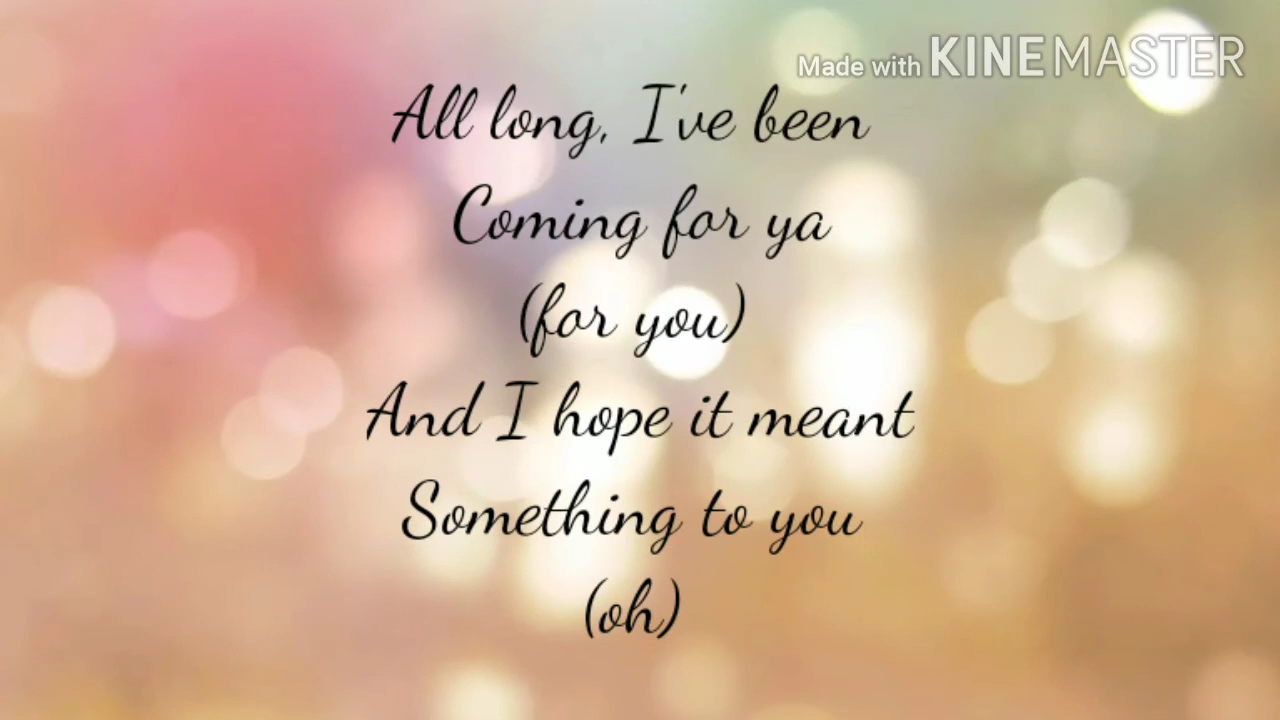 Made with KINEMASTER
All long, I've been
Coming for ya
(for you)
And I hope it meant
Something to you
(oh)